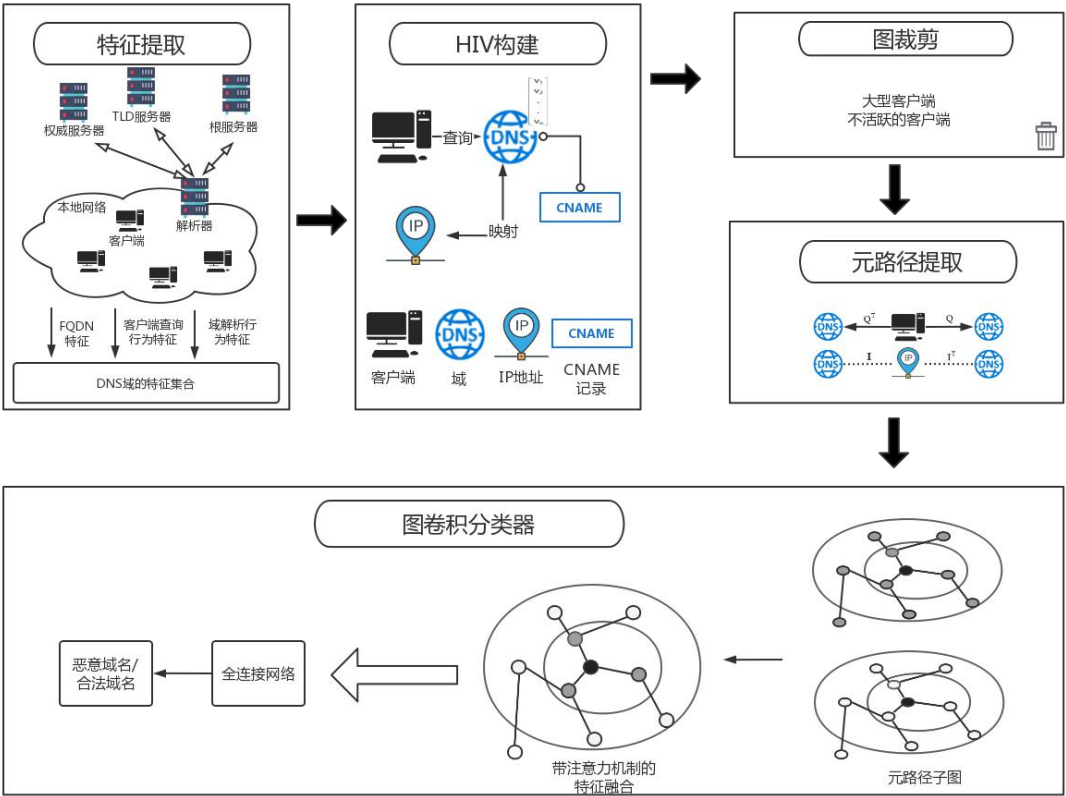 特征提取
权威服务器
TLD服务器
根服务器
本地网络
客户端
解析器
FQDN
特征
客户端查询
行为特征
域解析行
为特征
DNS域的特征集合
HIV构建
V₁
V₂
查询
DNS
CNAME
IP
映射
DNS
IP
CNAME
客户端
域
IP地址
CNAME
记录
图裁剪
大型客户端
不活跃的客户端
元路径提取
DNS
Qᵀ
Q
DNS
DNS
I
IP
Iᵀ
DNS
图卷积分类器
恶意域名/
合法域名
全连接网络
带注意力机制的
特征融合
元路径子图